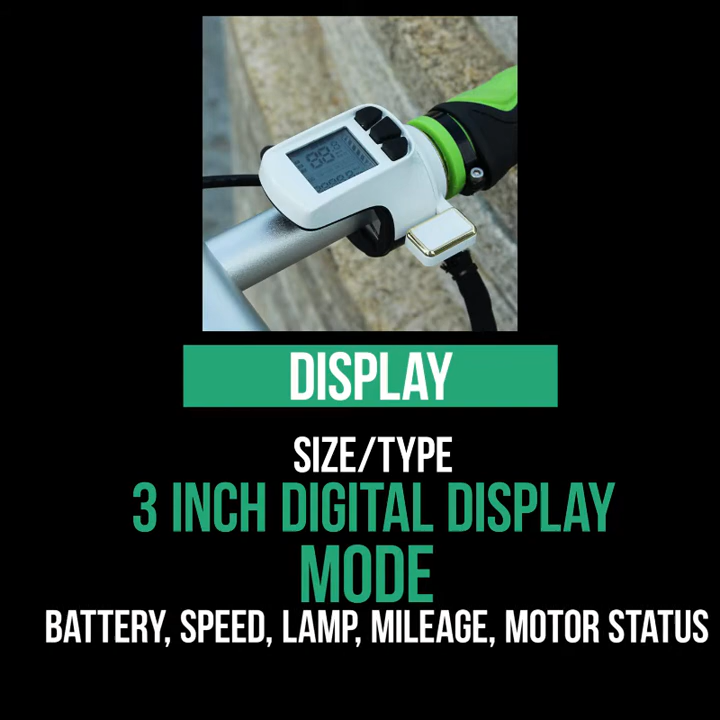 DISPLAY
SIZE/TYPE
3 INCH DIGITAL DISPLAY
MODE
BATTERY, SPEED, LAMP, MILEAGE, MOTOR STATUS